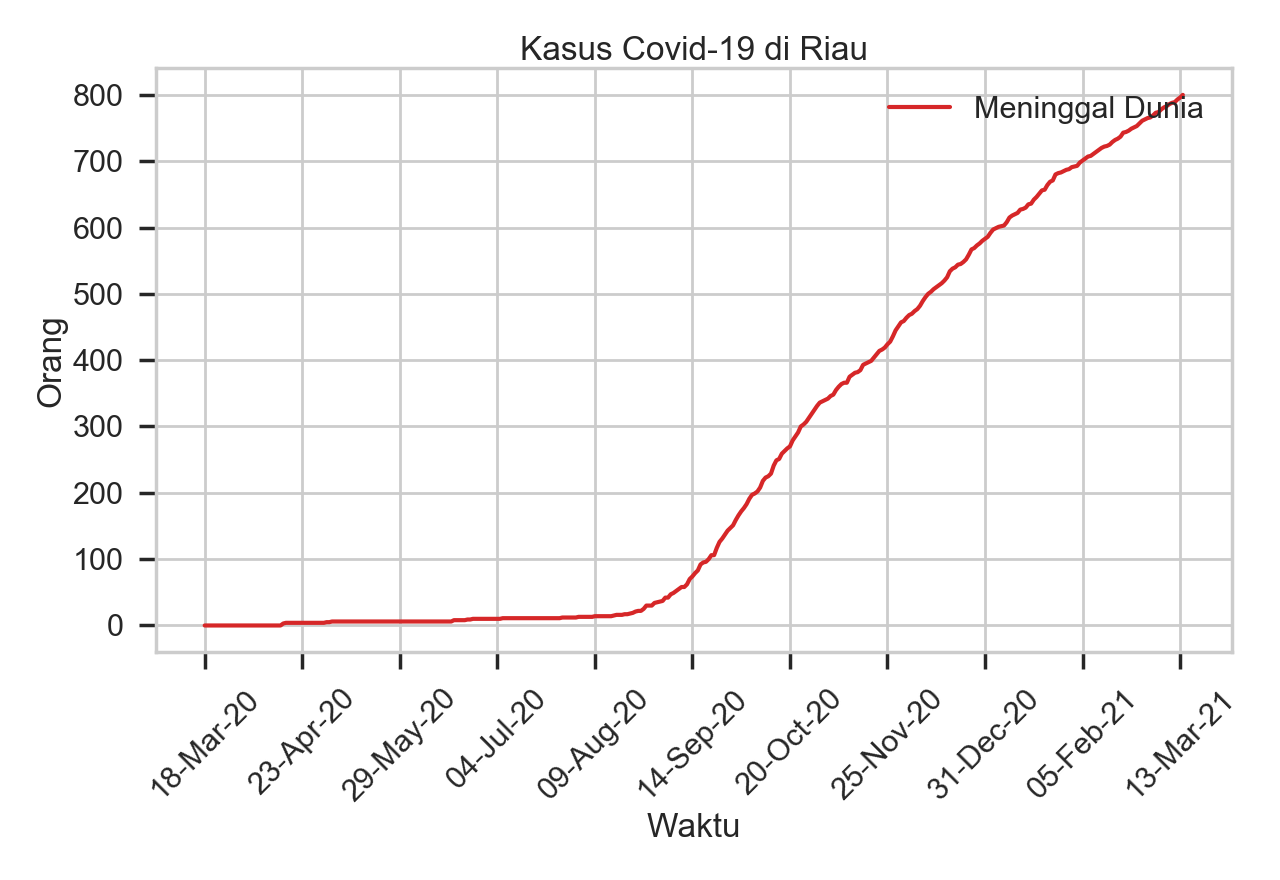 Kasus Covid-19 di Riau
Meninggal Dunia
800
700
600
500
400
300
200
100
0
Orang
18-Mar-20
23-Apr-20
29-May-20
04-Jul-20
09-Aug-20
14-Sep-20
20-Oct-20
25-Nov-20
31-Dec-20
05-Feb-21
13-Mar-21
Waktu